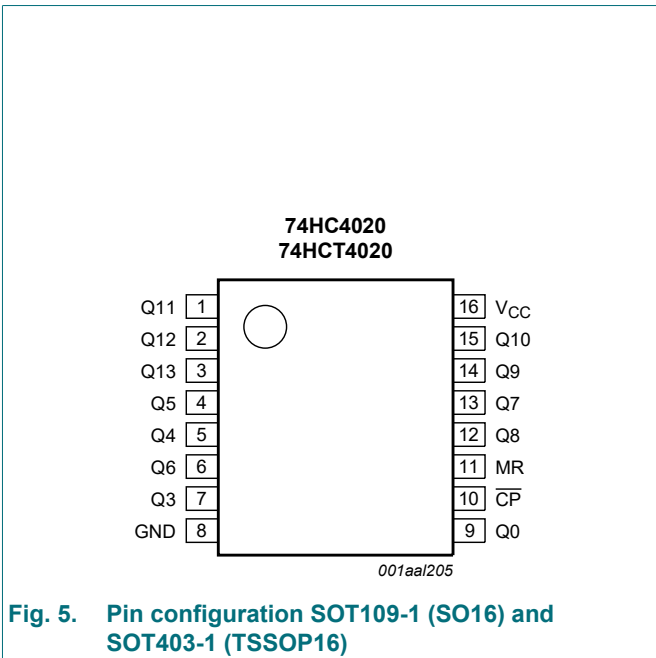 74HC4020
74HCT4020
Q11 1
Q12 2
Q13 3
Q5 4
Q4 5
Q6 6
Q3 7
GND 8
16 VCC
15 Q10
14 Q9
13 Q7
12 Q8
11 MR
10 C̅P̅
9 Q0
001aal205
Fig. 5. Pin configuration SOT109-1 (SO16) and
SOT403-1 (TSSOP16)